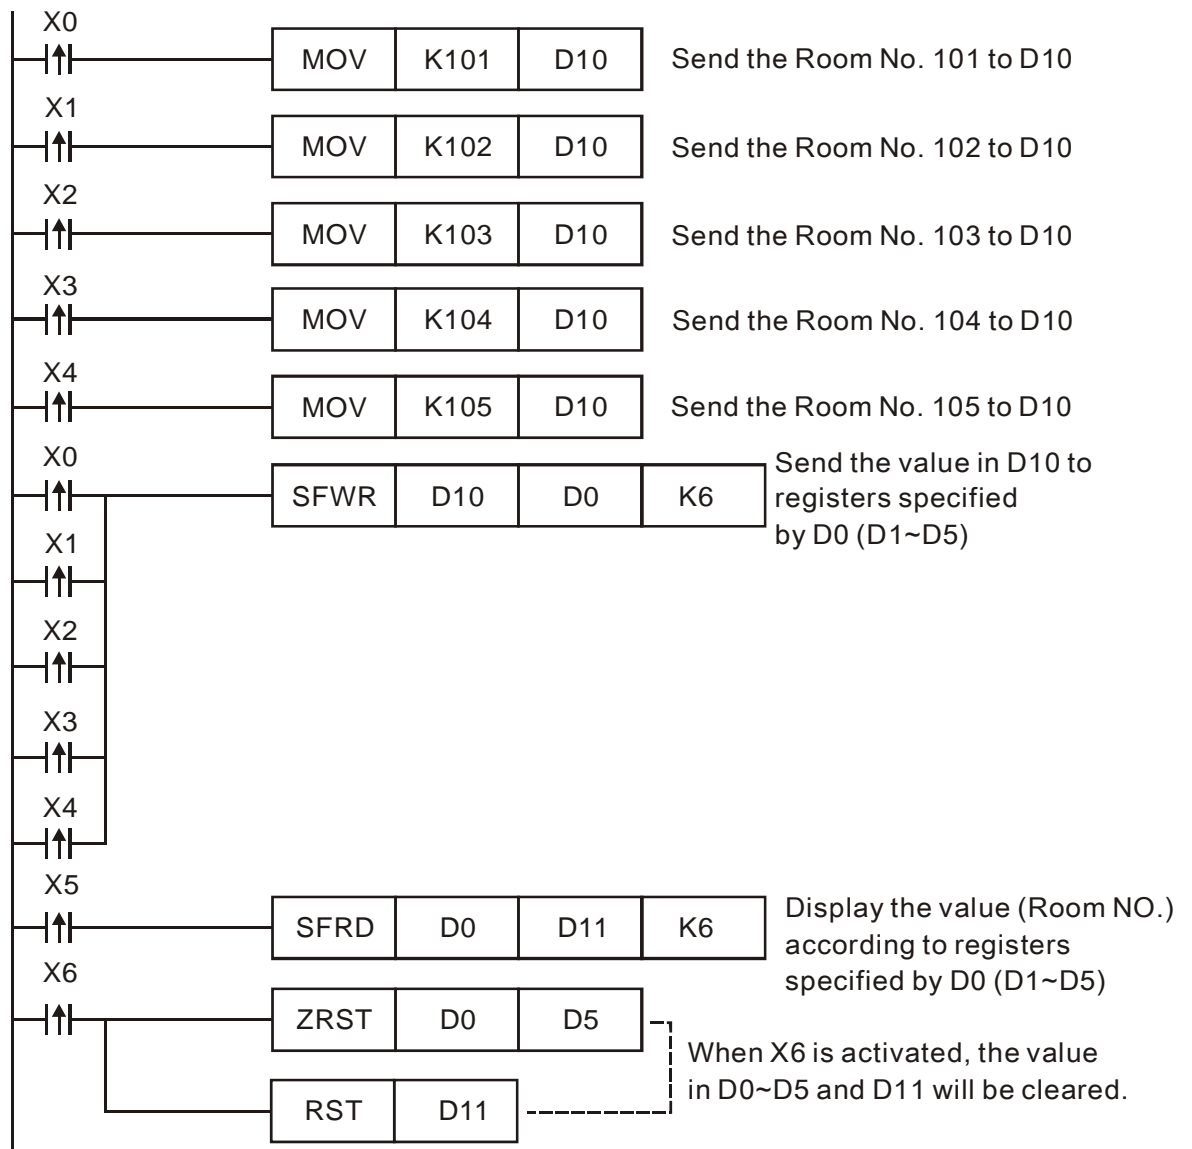 X0
MOV K101 D10 Send the Room No. 101 to D10
X1
MOV K102 D10 Send the Room No. 102 to D10
X2
MOV K103 D10 Send the Room No. 103 to D10
X3
MOV K104 D10 Send the Room No. 104 to D10
X4
MOV K105 D10 Send the Room No. 105 to D10
X0
SFWR D10 D0 K6
Send the value in D10 to
registers specified
by D0 (D1~D5)
X1
X2
X3
X4
X5
SFRD D0 D11 K6
Display the value (Room NO.)
according to registers
specified by D0 (D1~D5)
X6
ZRST D0 D5
When X6 is activated, the value
in D0~D5 and D11 will be cleared.
RST D11